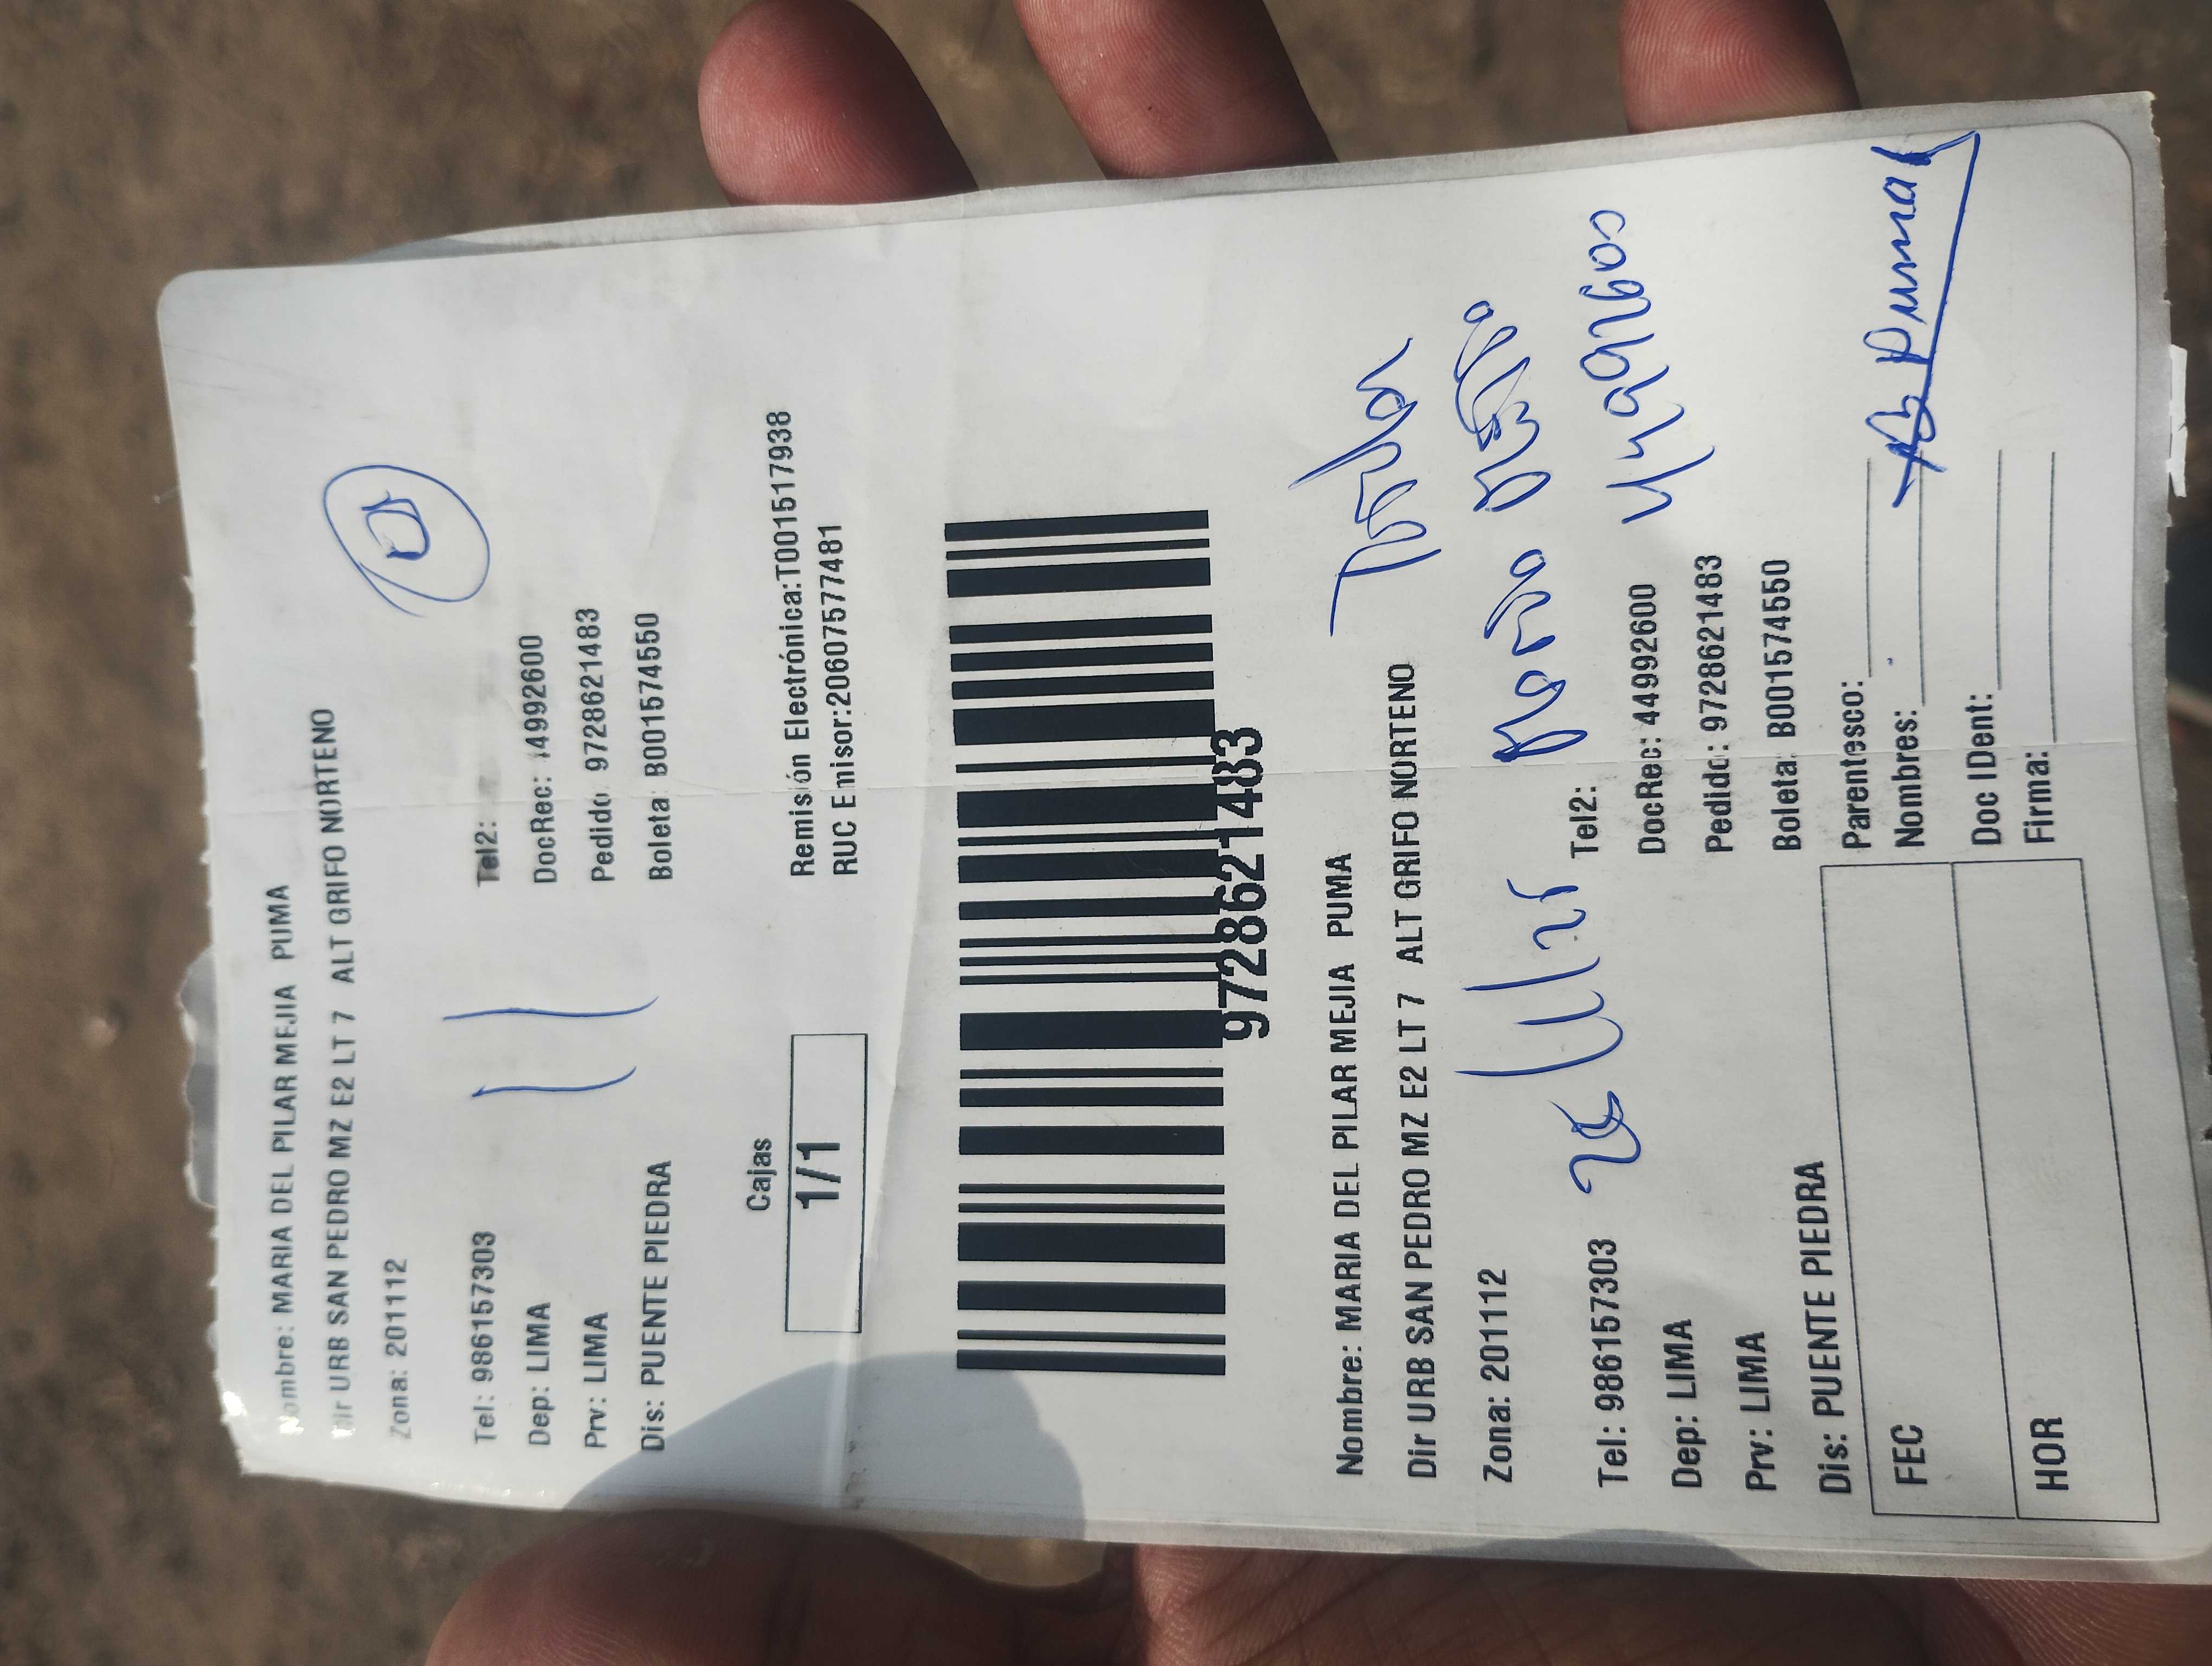 Nombre: MARIA DEL PILAR MEJIA PUMA
Dir URB SAN PEDRO MZ E2 LT 7 ALT GRIFO NORTENO
Zona: 201112
Tel: 986157303 Tel2:
Dep: LIMA DocRec: 44992600
Prv: LIMA Pedido: 97286214 83
Dis: PUENTE PIEDRA Boleta: B001574550
Cajas
1/1
Remisión Electrónica:T001517938
RUC Emisor:20607577481
9728621483
Nombre: MARIA DEL PILAR MEJIA PUMA
Dir URB SAN PEDRO MZ E2 LT 7 ALT GRIFO NORTENO
Zona: 201112
Tel: 986157303 Tel2:
44992600
Dep: LIMA DocRec: 44992600
Prv: LIMA Pedido: 9728621483
Dis: PUENTE PIEDRA Boleta: B001574550
FEC
HOR
Parentesco:
Nombres:
Puma
Doc IDent:
Firma: